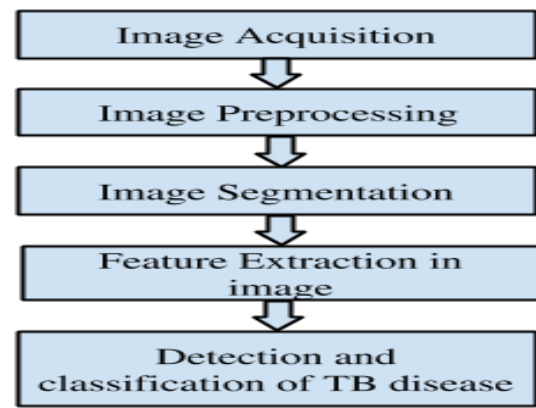 Image Acquisition
Image Preprocessing
Image Segmentation
Feature Extraction in
image
Detection and
classification of TB disease